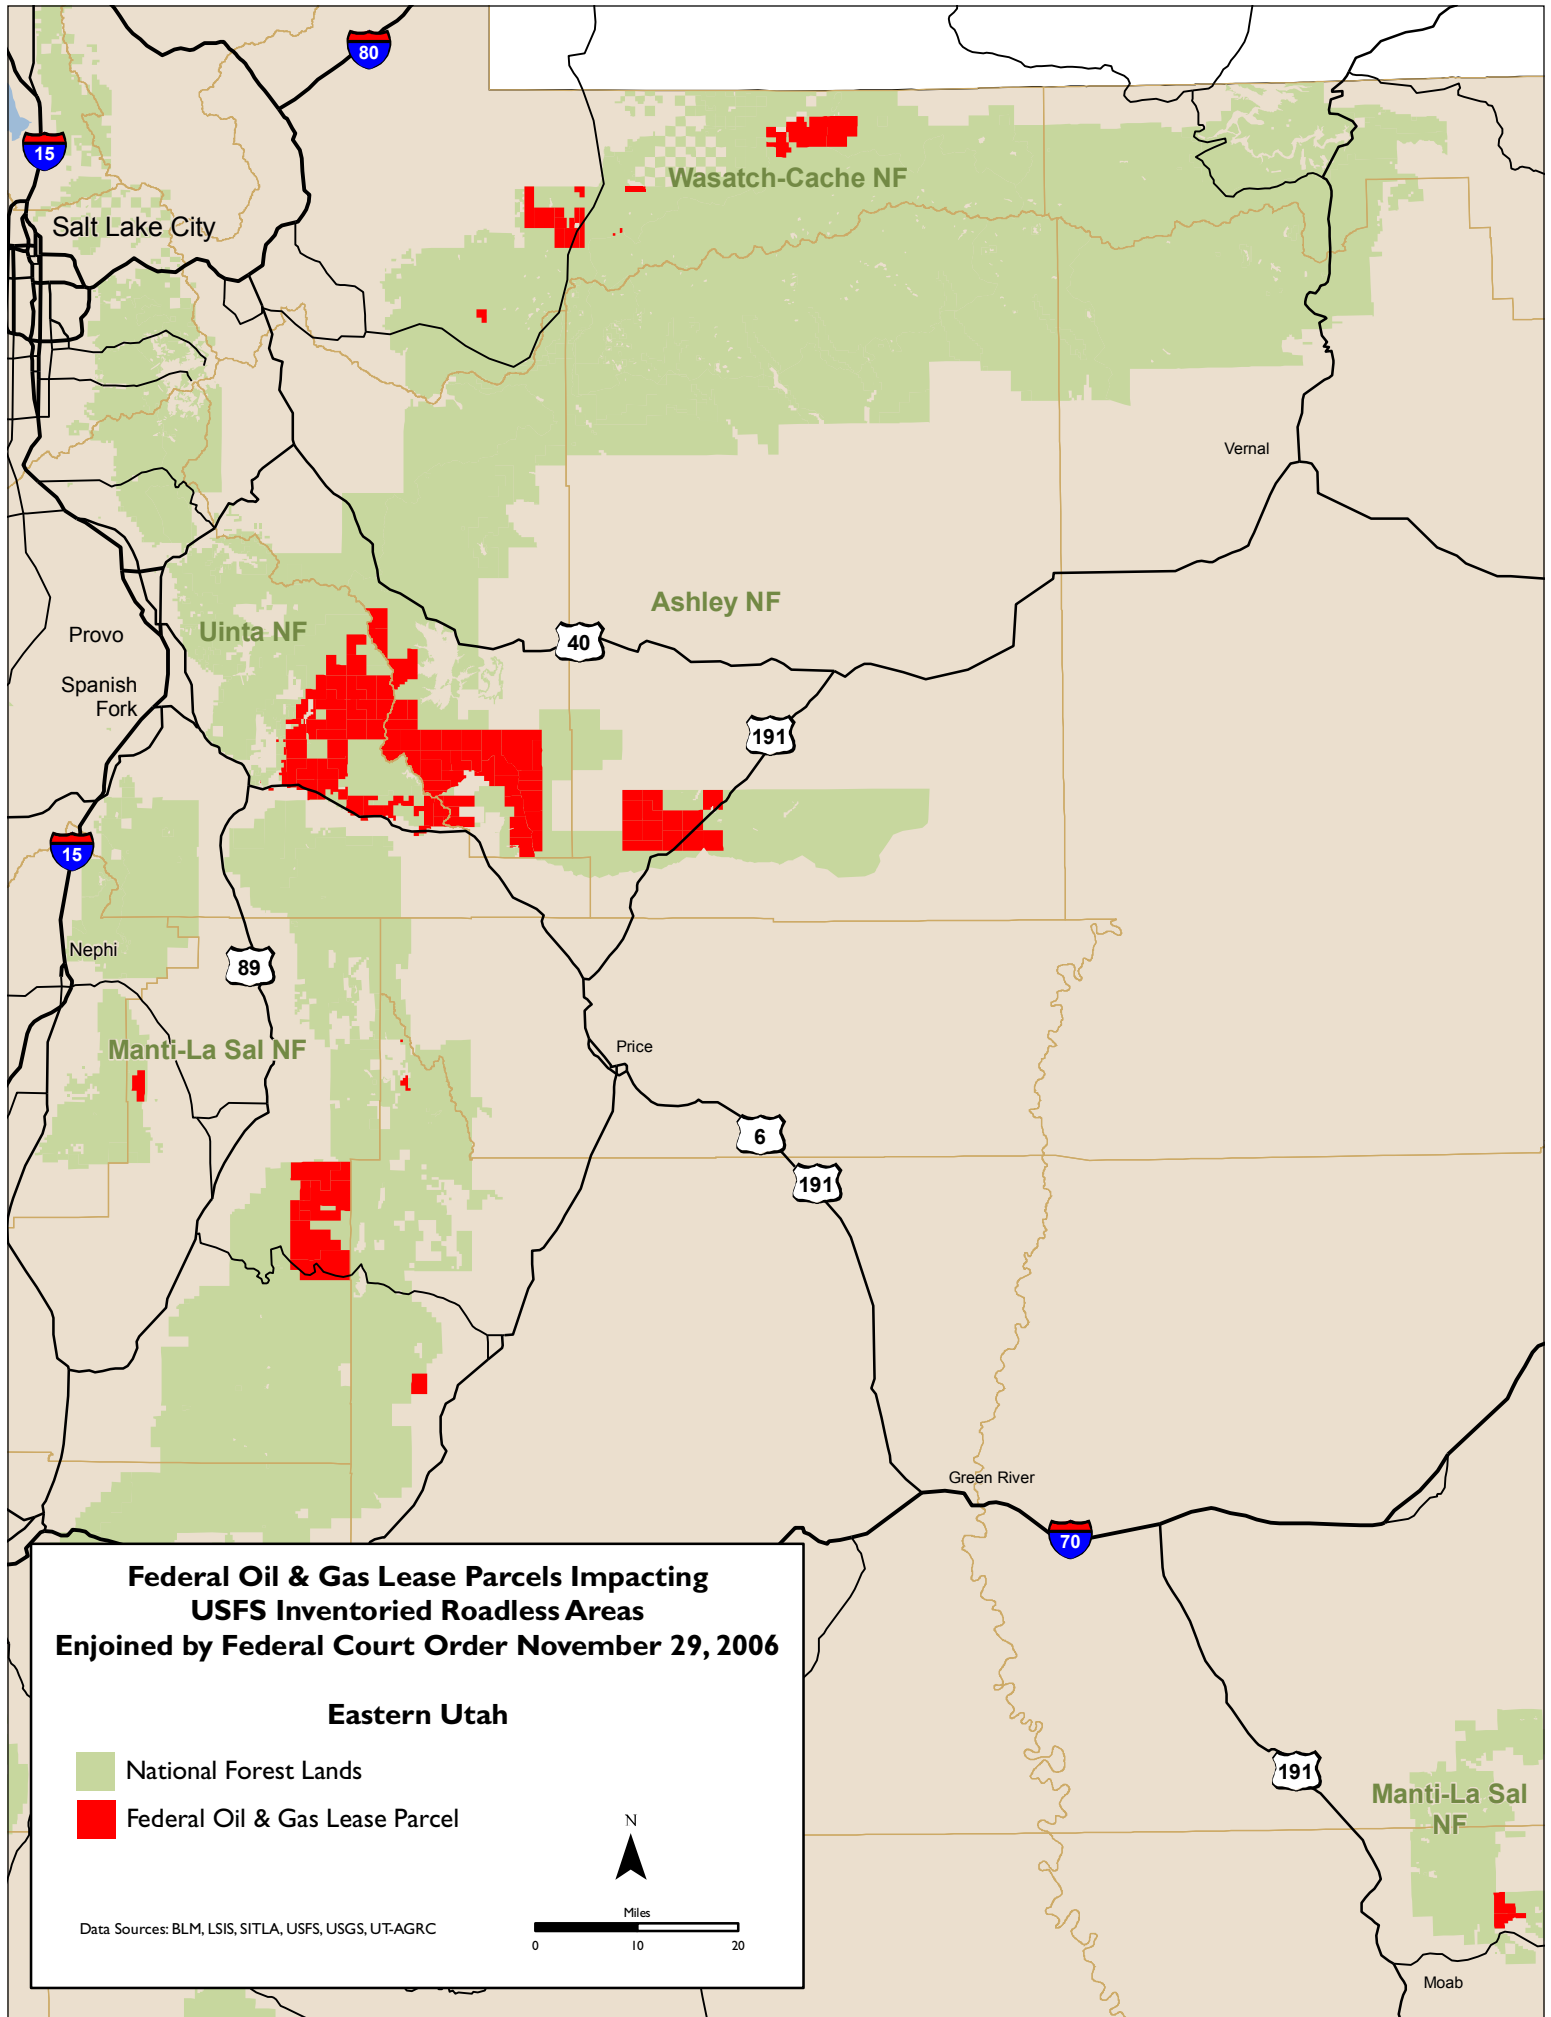 80
15
Wasatch-Cache NF
Salt Lake City
Vernal
Ashley NF
Uinta NF
Provo
40
Spanish
Fork
191
15
Nephi
89
Manti-La Sal NF
Price
6
191
Green River
70
Federal Oil & Gas Lease Parcels Impacting
USFS Inventoried Roadless Areas
Enjoined by Federal Court Order November 29, 2006
Eastern Utah
National Forest Lands
Federal Oil & Gas Lease Parcel
N
Data Sources: BLM, LSIS, SITLA, USFS, USGS, UT-AGRC
Miles
0 10 20
191
Manti-La Sal
NF
Moab